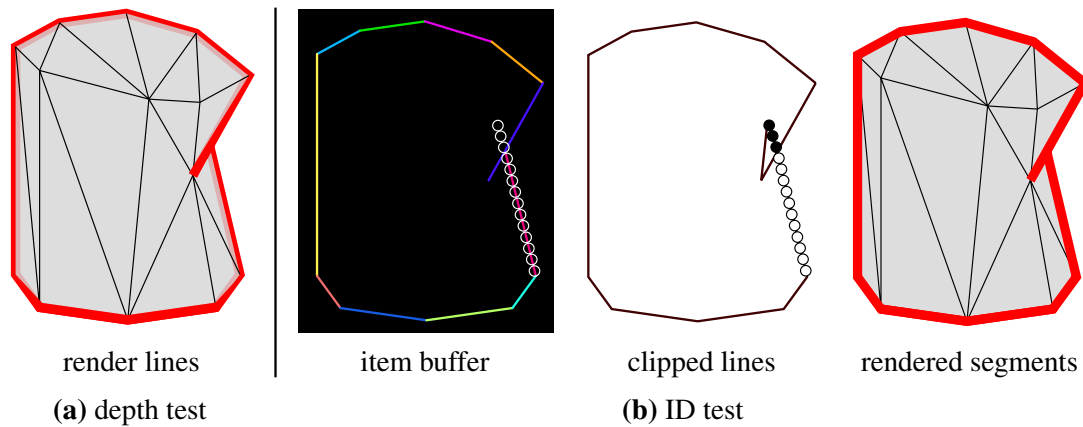 render lines
item buffer
clipped lines
rendered segments
(a) depth test
(b) ID test